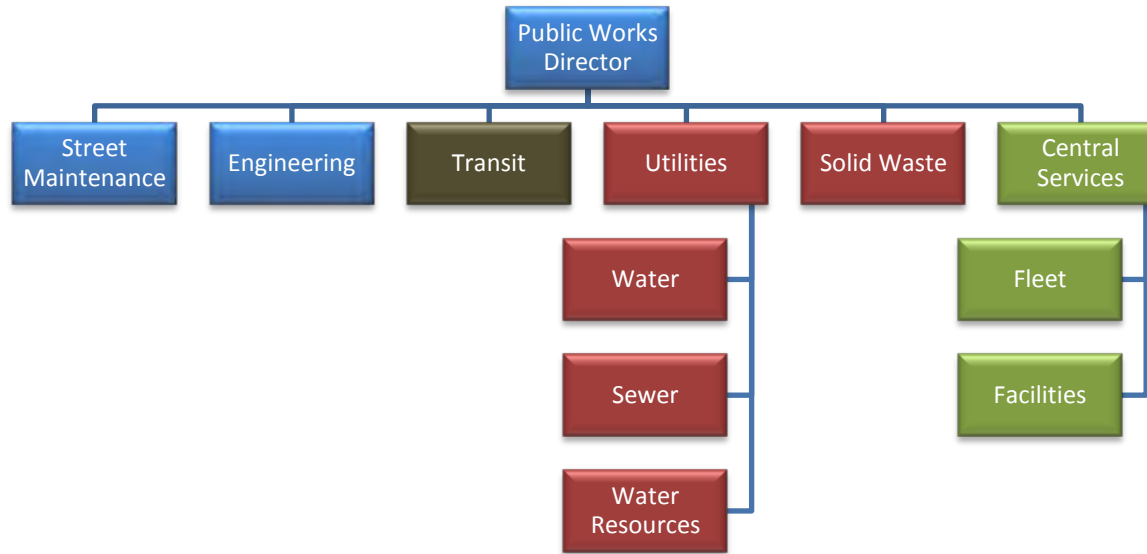 Public Works
Director
Street
Maintenance
Engineering
Transit
Utilities
Solid Waste
Central
Services
Water
Fleet
Sewer
Facilities
Water
Resources